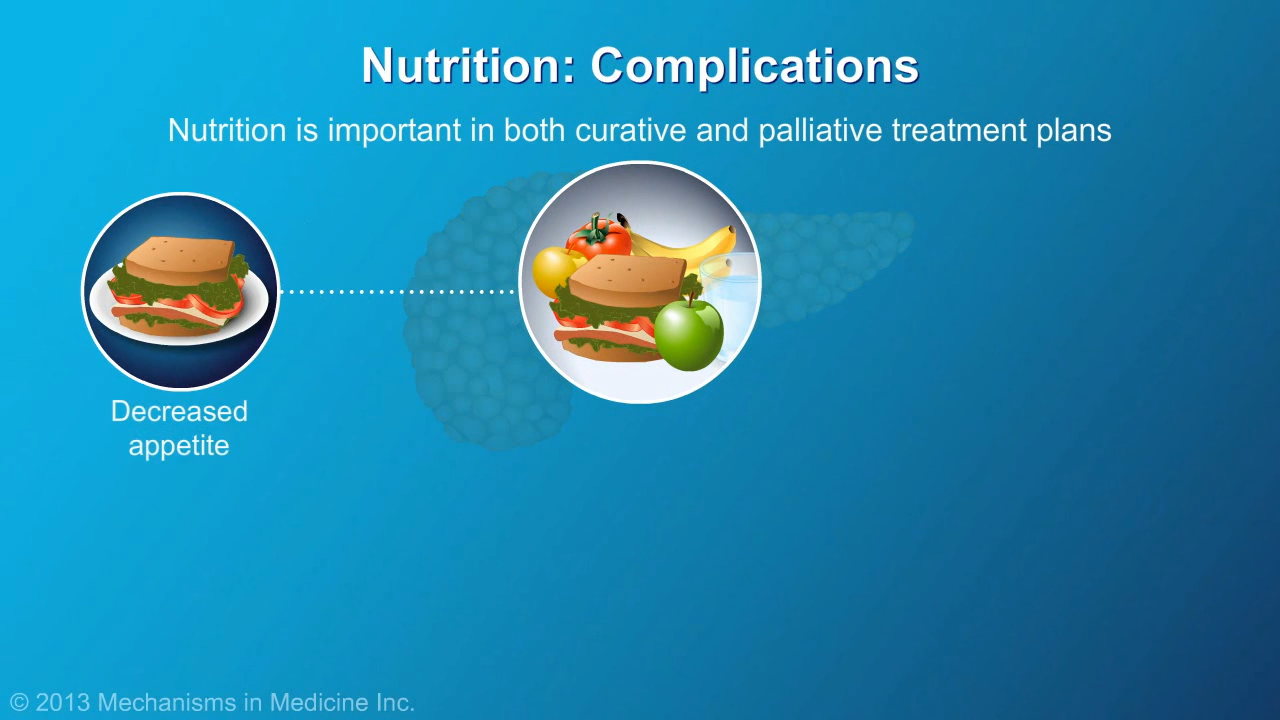 Nutrition: Complications
Nutrition is important in both curative and palliative treatment plans
Decreased
appetite
© 2013 Mechanisms in Medicine Inc.